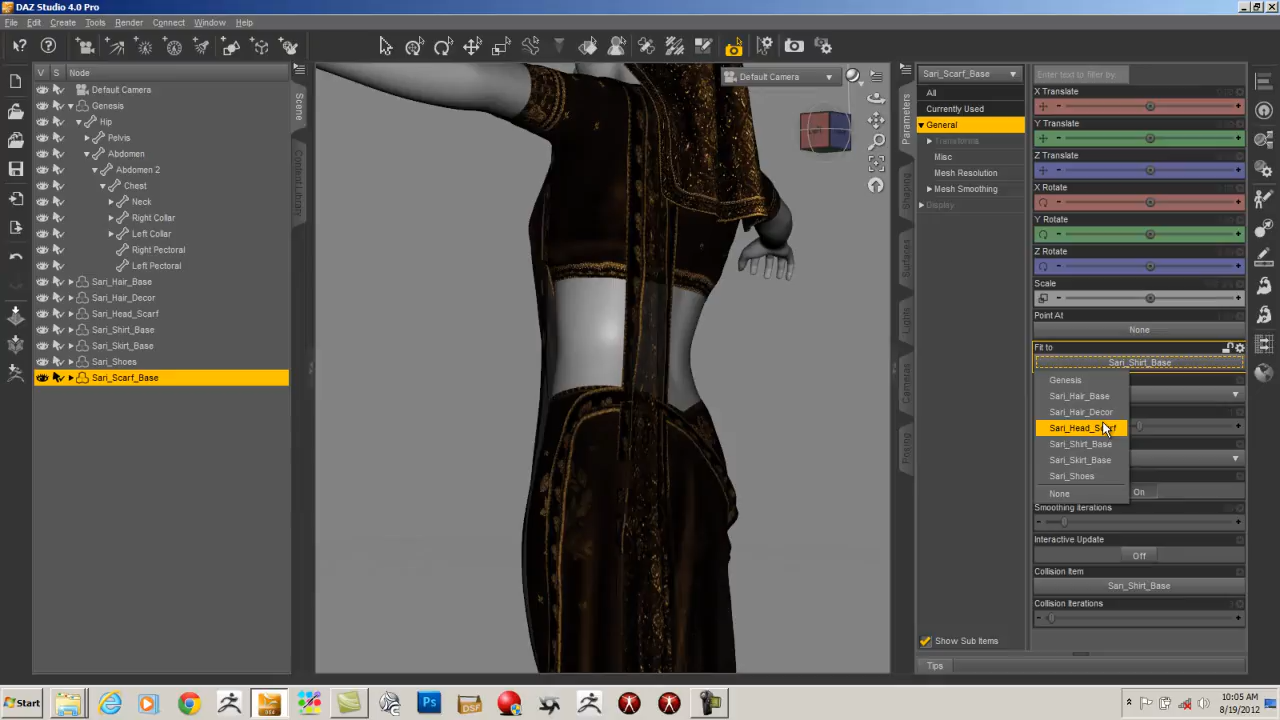 DAZ Studio 4.0 Pro
File Edit Create Tools Render Connect Window Help
V S Node
Default Camera
Genesis
Hip
Pelvis
Abdomen
Abdomen 2
Chest
Neck
Right Collar
Left Collar
Right Pectoral
Left Pectoral
Sari_Hair_Base
Sari_Hair_Decor
Sari_Head_Scarf
Sari_Shirt_Base
Sari_Skirt_Base
Sari_Shoes
Sari_Scarf_Base
Scene
Content Library
Default Camera
Parameters
Shaping
Surfaces
Lights
Cameras
Posing
Sari_Scarf_Base
All
Currently Used
General
Transforms
Misc
Mesh Resolution
Mesh Smoothing
Display
Show Sub Items
Tips
Enter text to filter by...
X Translate
Y Translate
Z Translate
X Rotate
Y Rotate
Z Rotate
Scale
Point At
None
Fit to
Sari_Shirt_Base
Genesis
Sari_Hair_Base
Sari_Hair_Decor
Sari_Head_Scarf
Sari_Shirt_Base
Sari_Skirt_Base
Sari_Shoes
None
On
Smoothing Iterations
Interactive Update
Off
Collision Item
Sari_Shirt_Base
Collision Iterations
Start
Ps
DSF
10:05 AM
8/19/2012